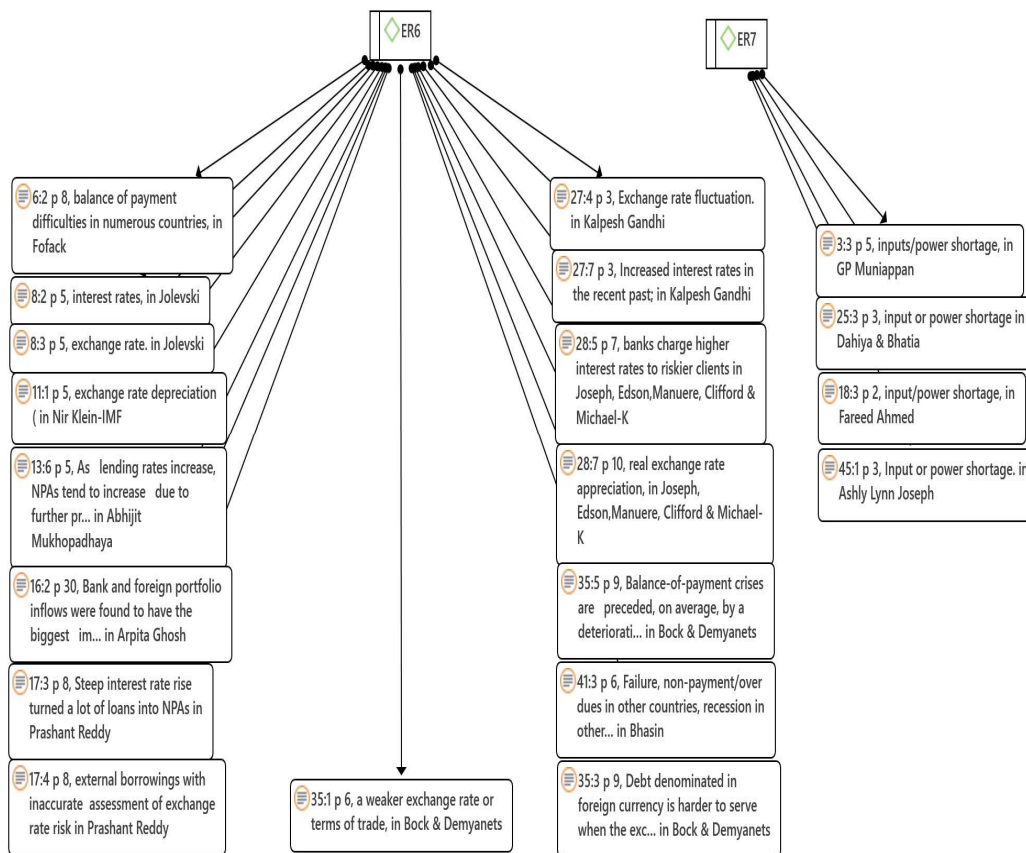 ER6
ER7
6:2 p 8, balance of payment
difficulties in numerous countries, in
Fofack
8:2 p 5, interest rates, in Jolevski
8:3 p 5, exchange rate. in Jolevski
11:1 p 5, exchange rate depreciation
( in Nir Klein-IMF
13:6 p 5, As lending rates increase,
NPAs tend to increase due to
further pr... in Abhijit
Mukhopadhaya
16:2 p 30, Bank and foreign portfolio
inflows were found to have the
biggest im... in Arpita Ghosh
17:3 p 8, Steep interest rate rise
turned a lot of loans into NPAs in
Prashant Reddy
17:4 p 8, external borrowings with
inaccurate assessment of exchange
rate risk in Prashant Reddy
35:1 p 6, a weaker exchange rate or
terms of trade, in Bock & Demyanets
27:4 p 3, Exchange rate fluctuation.
in Kalpesh Gandhi
27:7 p 3, Increased interest rates in
the recent past; in Kalpesh Gandhi
28:5 p 7, banks charge higher
interest rates to riskier clients in
Joseph, Edson,Manuere, Clifford &
Michael-K
28:7 p 10, real exchange rate
appreciation, in Joseph,
Edson,Manuere, Clifford & Michael-
K
35:5 p 9, Balance-of-payment crises
are preceded, on average, by a
deteriorati... in Bock & Demyanets
41:3 p 6, Failure, non-payment/over
dues in other countries, recession in
other... in Bhasin
35:3 p 9, Debt denominated in
foreign currency is harder to serve
when the exc... in Bock & Demyanets
3:3 p 5, inputs/power shortage, in
GP Muniappan
25:3 p 3, input or power shortage in
Dahiya & Bhatia
18:3 p 2, input/power shortage, in
Fareed Ahmed
45:1 p 3, Input or power shortage. in
Ashly Lynn Joseph